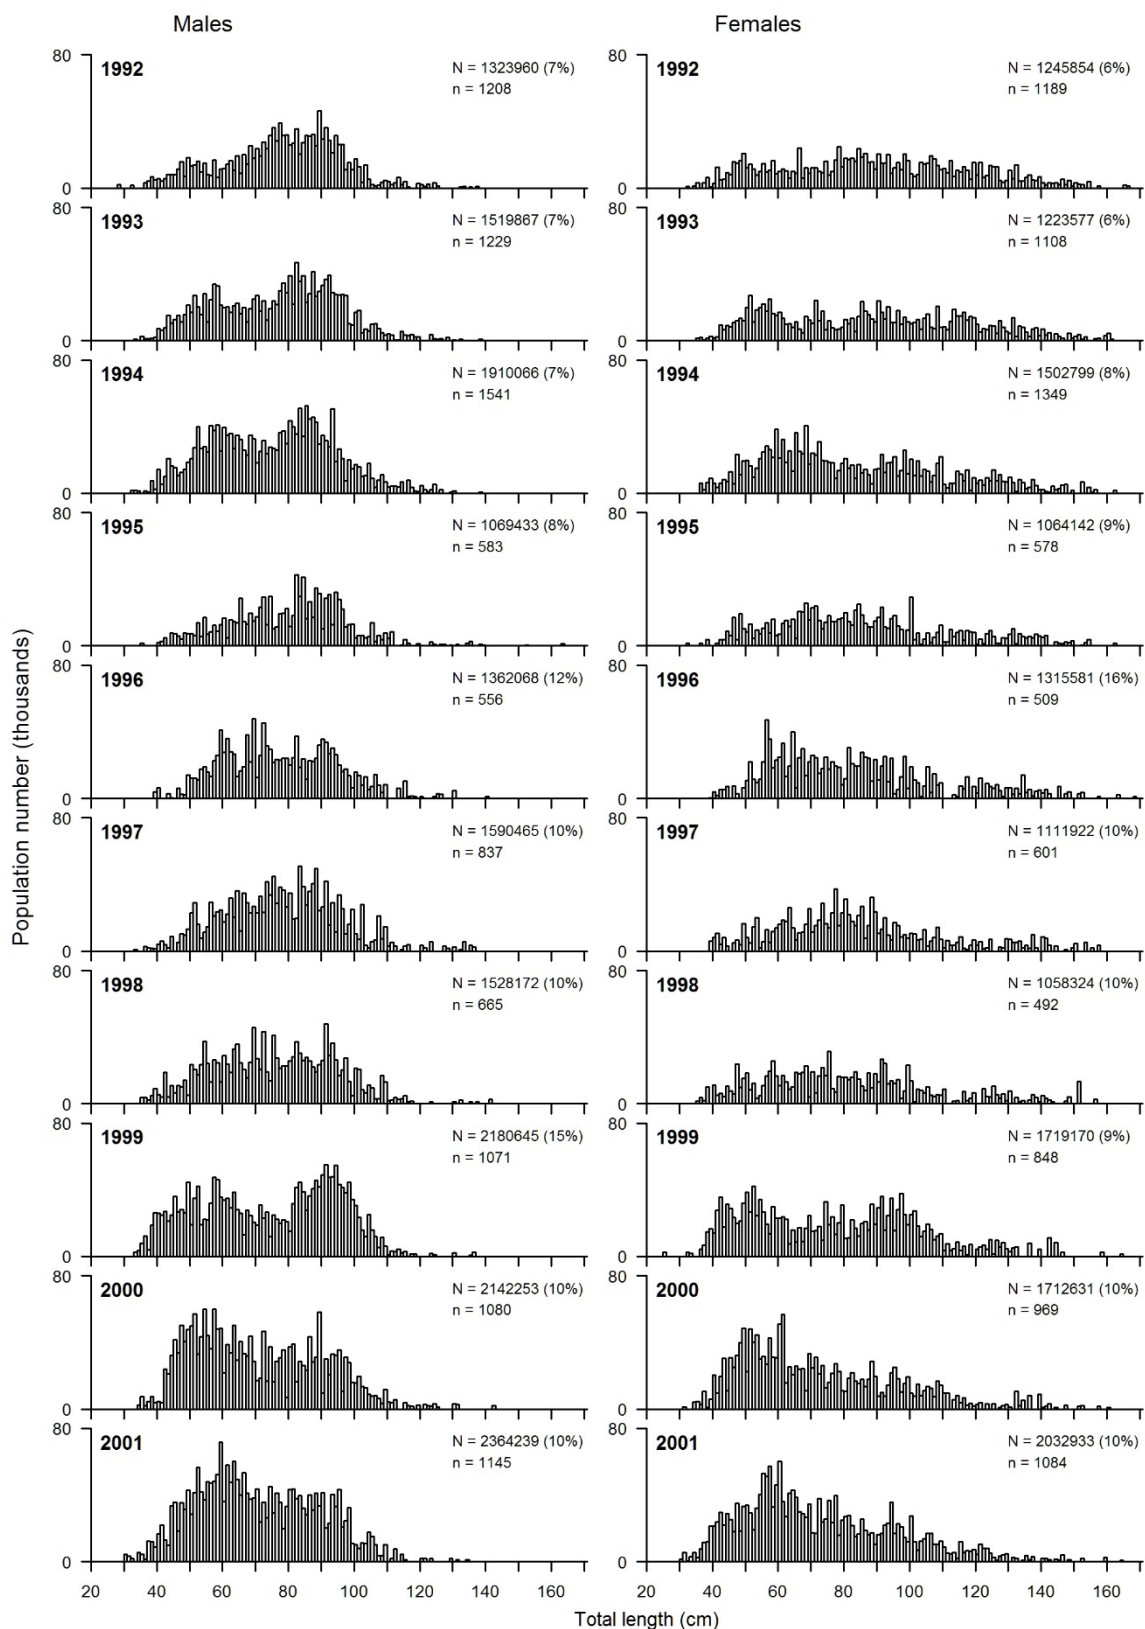 Males Females
80 1992 N = 1323960 (7%) 80 1992 N = 1245854 (6%)
n = 1208 n = 1189
0 0
80 1993 N = 1519867 (7%) 80 1993 N = 1223577 (6%)
n = 1229 n = 1108
0 0
80 1994 N = 1910066 (7%) 80 1994 N = 1502799 (8%)
n = 1541 n = 1349
0 0
80 1995 N = 1069433 (8%) 80 1995 N = 1064142 (9%)
n = 583 n = 578
0 0
80 1996 N = 1362068 (12%) 80 1996 N = 1315581 (16%)
n = 556 n = 509
0 0
Population number (thousands)
80 1997 N = 1590465 (10%) 80 1997 N = 1111922 (10%)
n = 837 n = 601
0 0
80 1998 N = 1528172 (10%) 80 1998 N = 1058324 (10%)
n = 665 n = 492
0 0
80 1999 N = 2180645 (15%) 80 1999 N = 1719170 (9%)
n = 1071 n = 848
0 0
80 2000 N = 2142253 (10%) 80 2000 N = 1712631 (10%)
n = 1080 n = 969
0 0
80 2001 N = 2364239 (10%) 80 2001 N = 2032933 (10%)
n = 1145 n = 1084
0 0
20 40 60 80 100 120 140 160 20 40 60 80 100 120 140 160
Total length (cm)